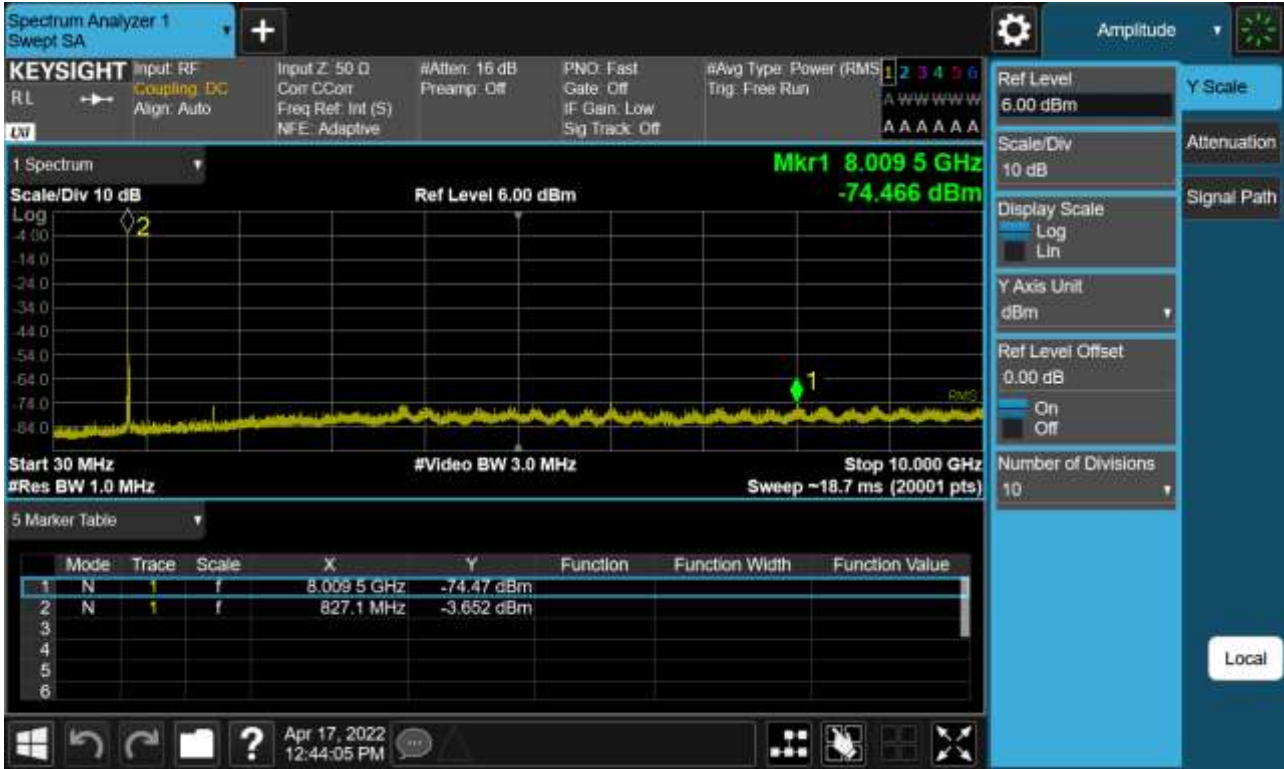 Spectrum Analyzer 1
Swept SA
Amplitude
KEYSIGHT
RL
LXI
Input: RF
Coupling: DC
Align: Auto
Input Z: 50 Ω
Corr CCorr
Freq Ref: Int (S)
NFE: Adaptive
#Atten: 16 dB
Preamp: Off
PNO: Fast
Gate: Off
IF Gain: Low
Sig Track: Off
#Avg Type: Power (RMS
Trig: Free Run
1 2 3 4 5 6
A W W W W W
A A A A A A
1 Spectrum
Mkr1 8.009 5 GHz
Scale/Div 10 dB
Ref Level 6.00 dBm
-74.466 dBm
Log
-4.00
-14.0
-24.0
-34.0
-44.0
-54.0
-64.0
-74.0
-84.0
2
1
RMS
Start 30 MHz
#Video BW 3.0 MHz
Stop 10.000 GHz
#Res BW 1.0 MHz
Sweep ~18.7 ms (20001 pts)
5 Marker Table
Mode Trace Scale X Y Function Function Width Function Value
1 N 1 f 8.009 5 GHz -74.47 dBm
2 N 1 f 827.1 MHz -3.652 dBm
3
4
5
6
Ref Level
6.00 dBm
Scale/Div
10 dB
Display Scale
Log
Lin
Y Axis Unit
dBm
Ref Level Offset
0.00 dB
On
Off
Number of Divisions
10
Y Scale
Attenuation
Signal Path
Local
?
Apr 17, 2022
12:44:05 PM